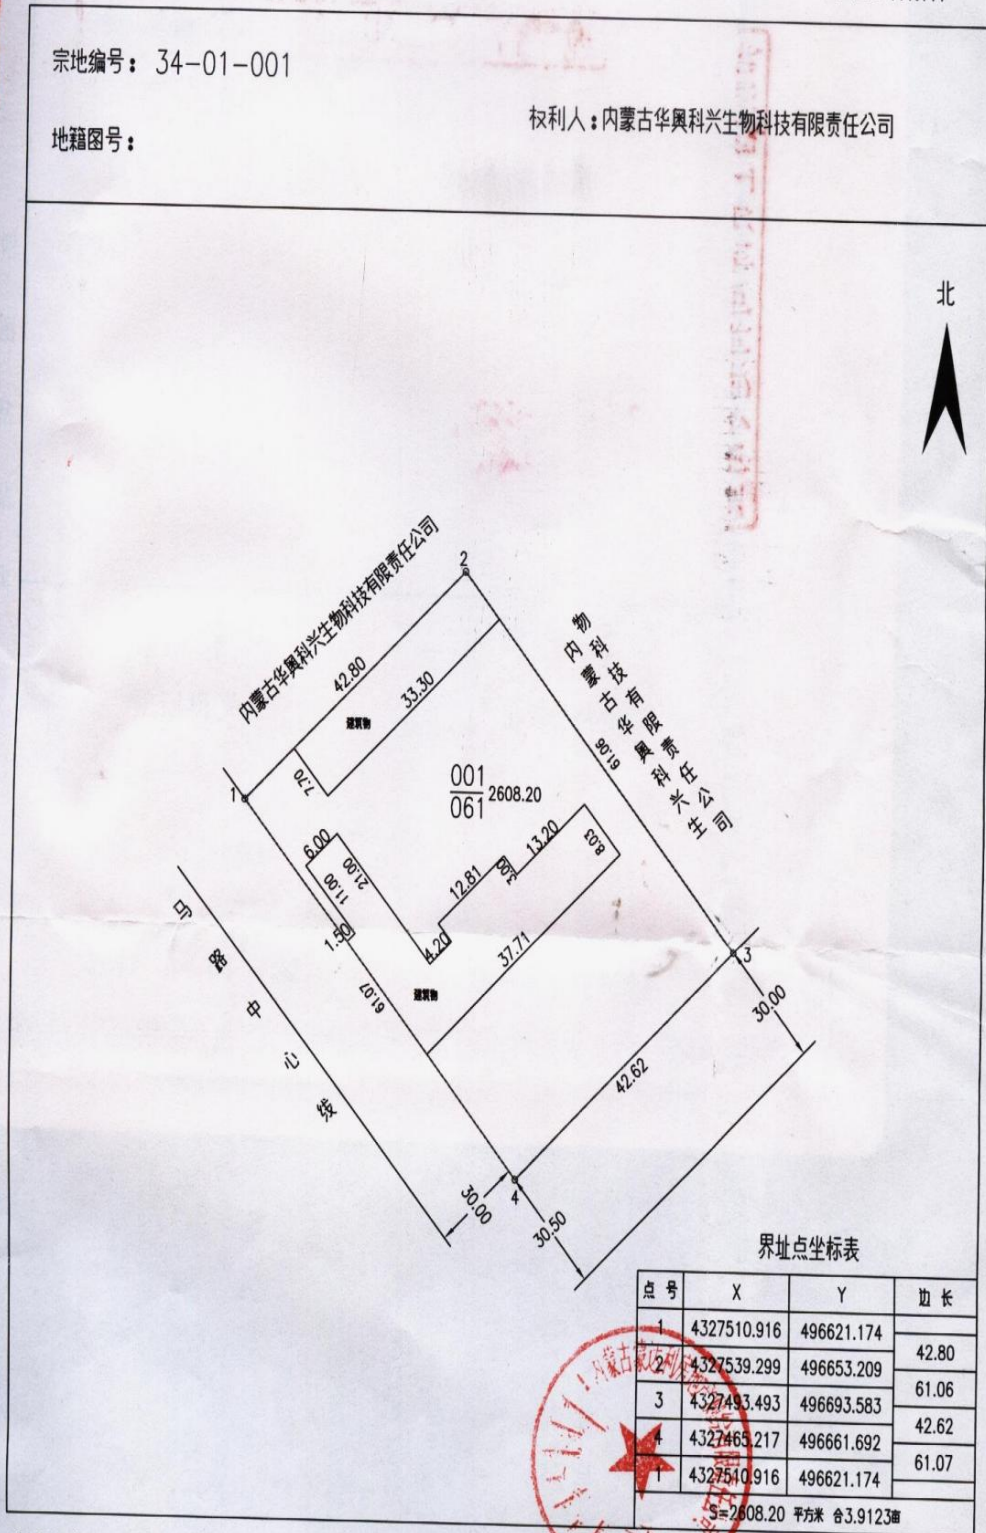 宗地编号：34-01-001
权利人：内蒙古华奥科兴生物科技有限责任公司
地籍图号：
北
2
内蒙古华奥科兴生物科技有限责任公司
42.80
33.30
建筑物
7.70
1
内蒙古华奥科兴生
物科技有限责任公司
61.06
001
061
2608.20
6.00
21.00
11.00
1.50
12.81
3.00
13.20
8.03
4.20
37.71
建筑物
61.07
马路中心线
3
30.00
42.62
4
30.00
30.50
界址点坐标表
点号 X Y 边长
1 4327510.916 496621.174
42.80
2 4327539.299 496653.209
61.06
3 4327493.493 496693.583
42.62
4 4327465.217 496661.692
61.07
1 4327510.916 496621.174
S=2608.20 平方米 合3.9123亩